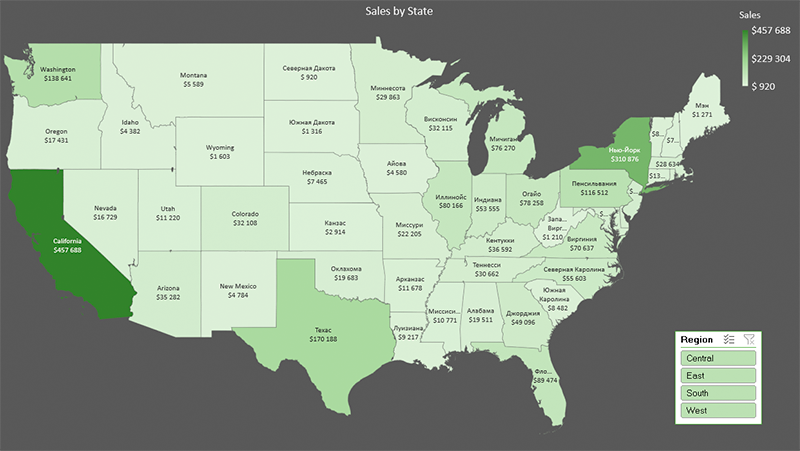 Sales by State
Sales
$457 688
$229 304
$ 920
Washington
$138 641
Montana
$5 589
Северная Дакота
$ 920
Миннесота
$29 863
Мэн
$1 271
Oregon
$17 431
Idaho
$4 382
Южная Дакота
$1 316
Висконсин
$32 115
Мичиган
$76 270
$8...
$7...
Нью-Йорк
$310 876
$28 634
$13...
Wyoming
$1 603
Небраска
$7 465
Айова
$4 580
Пенсильвания
$116 512
$...
Nevada
$16 729
Utah
$11 220
Colorado
$32 108
Иллинойс
$80 166
Индиана
$53 555
Огайо
$78 258
$...
Канзас
$2 914
Миссури
$22 205
Запа...
Вирг...
$1 210
Виргиния
$70 637
California
$457 688
Кентукки
$36 592
Теннесси
$30 662
Северная Каролина
$55 603
Arizona
$35 282
New Mexico
$4 784
Оклахома
$19 683
Арканзас
$11 678
Южная
Каролина
$8 482
Техас
$170 188
Луизиана
$9 217
Миссиси...
$10 771
Алабама
$19 511
Джорджия
$49 096
Фло...
$89 474
Region
Central
East
South
West